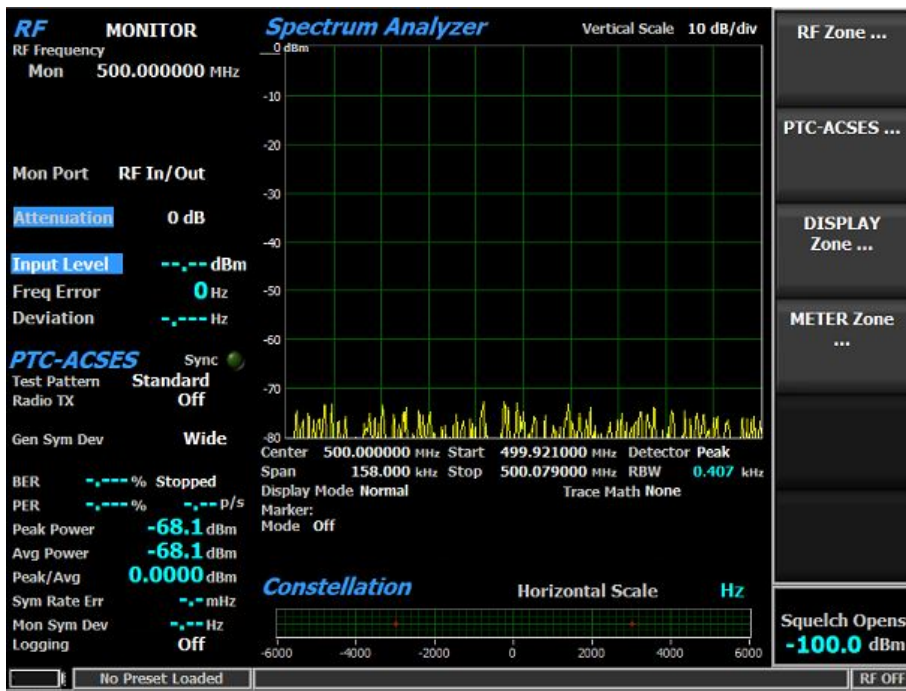 RF MONITOR
RF Frequency
Mon 500.000000 MHz
Mon Port RF In/Out
Attenuation 0 dB
Input Level --.-- dBm
Freq Error 0 Hz
Deviation -.--- Hz
PTC-ACSES Sync
Test Pattern Standard
Radio TX Off
Gen Sym Dev Wide
BER -.---% Stopped
PER -.---% -.-- p/s
Peak Power -68.1 dBm
Avg Power -68.1 dBm
Peak/Avg 0.0000 dBm
Sym Rate Err -.- mHz
Mon Sym Dev -.-- Hz
Logging Off
Spectrum Analyzer Vertical Scale 10 dB/div
0 dBm
-10
-20
-30
-40
-50
-60
-70
-80
Center 500.000000 MHz Start 499.921000 MHz Detector Peak
Span 158.000 kHz Stop 500.079000 MHz RBW 0.407 kHz
Display Mode Normal Trace Math None
Marker:
Mode Off
Constellation Horizontal Scale Hz
-6000 -4000 -2000 0 2000 4000 6000
RF Zone ...
PTC-ACSES ...
DISPLAY
Zone ...
METER Zone
...
Squelch Opens
-100.0 dBm
No Preset Loaded RF OFF